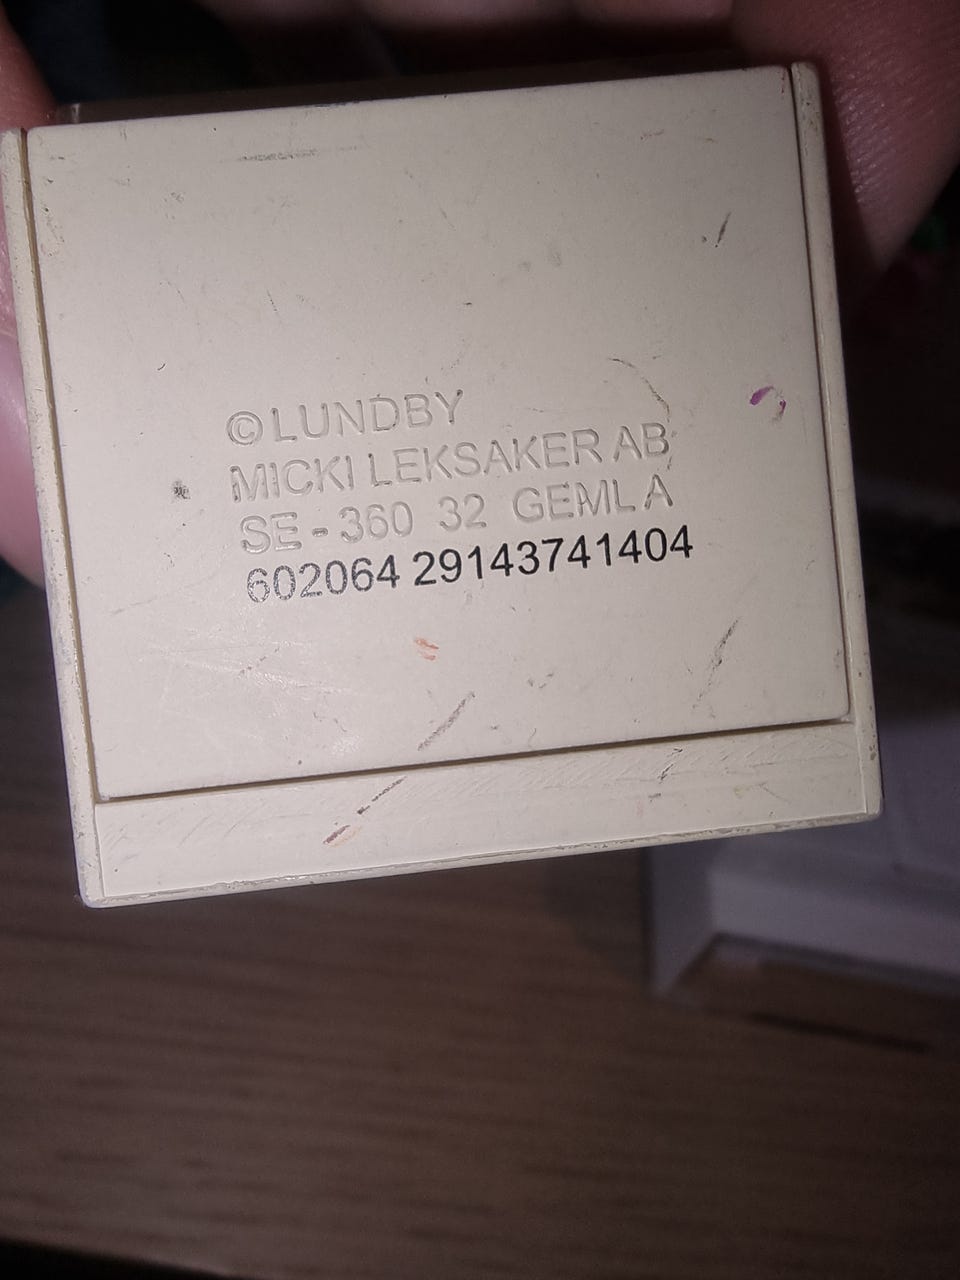 ©LUNDBY
MICKI LEKSAKER AB
SE-360 32 GEMLA
602064 29143741404